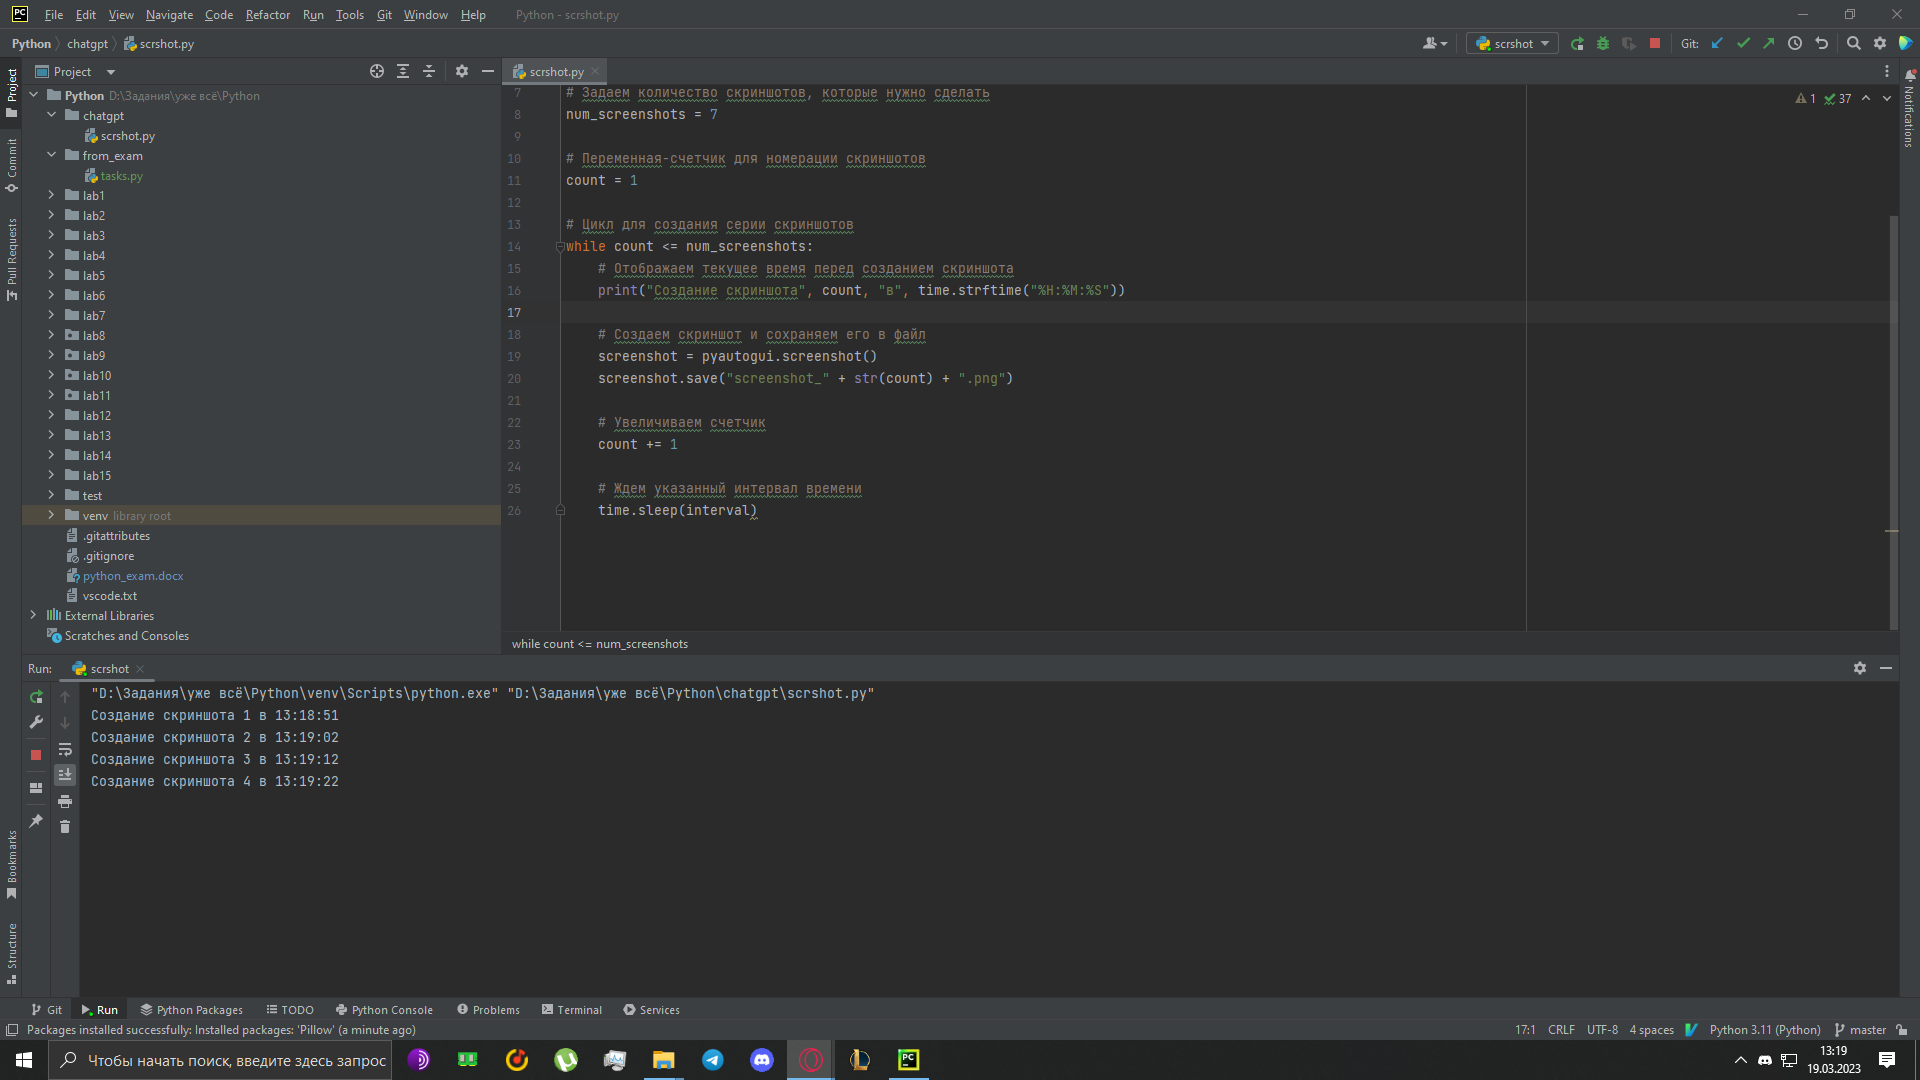 PC File Edit View Navigate Code Refactor Run Tools Git Window Help Python - scrshot.py
Python chatgpt scrshot.py
scrshot Git:
Project
scrshot.py
Python D:\Задания\уже всё\Python
chatgpt
scrshot.py
from_exam
tasks.py
lab1
lab2
lab3
lab4
lab5
lab6
lab7
lab8
lab9
lab10
lab11
lab12
lab13
lab14
lab15
test
venv library root
.gitattributes
.gitignore
python_exam.docx
vscode.txt
External Libraries
Scratches and Consoles
Project
Commit
Pull Requests
Bookmarks
Structure
Notifications
1 37
7 # Задаем количество скриншотов, которые нужно сделать
8 num_screenshots = 7
9
10 # Переменная-счетчик для номерации скриншотов
11 count = 1
12
13 # Цикл для создания серии скриншотов
14 while count <= num_screenshots:
15 # Отображаем текущее время перед созданием скриншота
16 print("Создание скриншота", count, "в", time.strftime("%H:%M:%S"))
17
18 # Создаем скриншот и сохраняем его в файл
19 screenshot = pyautogui.screenshot()
20 screenshot.save("screenshot_" + str(count) + ".png")
21
22 # Увеличиваем счетчик
23 count += 1
24
25 # Ждем указанный интервал времени
26 time.sleep(interval)
while count <= num_screenshots
Run: scrshot
"D:\Задания\уже всё\Python\venv\Scripts\python.exe" "D:\Задания\уже всё\Python\chatgpt\scrshot.py"
Создание скриншота 1 в 13:18:51
Создание скриншота 2 в 13:19:02
Создание скриншота 3 в 13:19:12
Создание скриншота 4 в 13:19:22
Git Run Python Packages TODO Python Console Problems Terminal Services
Packages installed successfully: Installed packages: 'Pillow' (a minute ago)
17:1 CRLF UTF-8 4 spaces Python 3.11 (Python) master
Чтобы начать поиск, введите здесь запрос
PC
13:19
19.03.2023